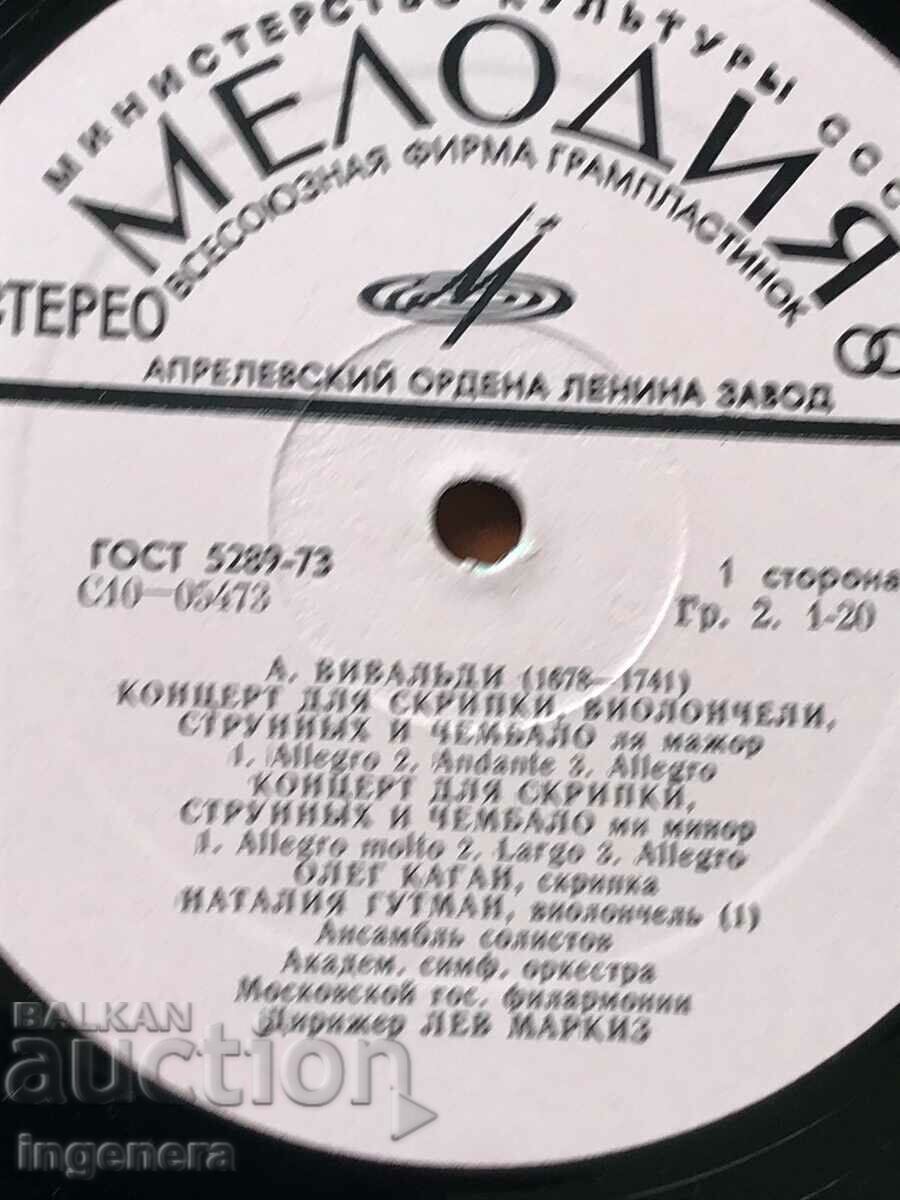 МИНИСТЕРСТВО КУЛЬТУРЫ ССС
МЕЛОДИЯ
ВСЕСОЮЗНАЯ ФИРМА ГРАМПЛАСТИНОК
СТЕРЕО
АПРЕЛЕВСКИЙ ОРДЕНА ЛЕНИНА ЗАВОД
ГОСТ 5289-73
С10—05473
1 сторона
Гр. 2. 1-20
А. ВИВАЛЬДИ (1678—1741)
КОНЦЕРТ ДЛЯ СКРИПКИ, ВИОЛОНЧЕЛИ,
СТРУННЫХ И ЧЕМБАЛО ля мажор
1. Allegro 2. Andante 3. Allegro
КОНЦЕРТ ДЛЯ СКРИПКИ,
СТРУННЫХ И ЧЕМБАЛО ми минор
1. Allegro molto 2. Largo 3. Allegro
ОЛЕГ КАГАН, скрипка
НАТАЛИЯ ГУТМАН, виолончель (1)
Ансамбль солистов
Академ. симф. оркестра
Московской гос. филармонии
Дирижер ЛЕВ МАРКИЗ
BALKAN
auction
ingenera